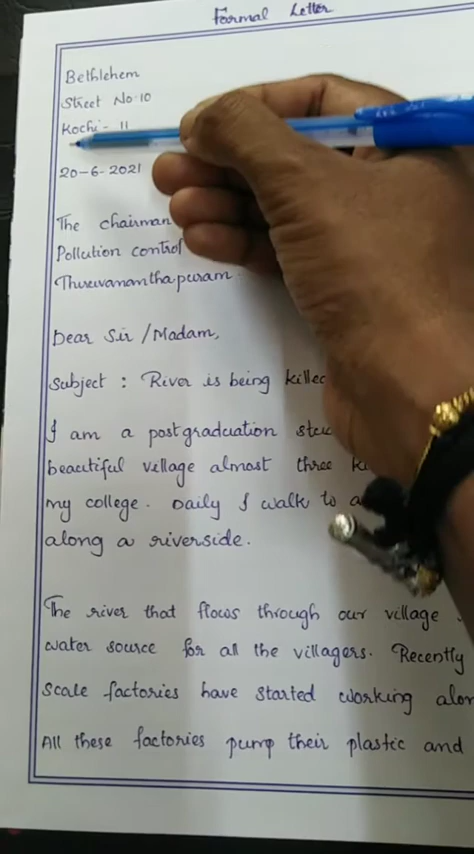 Formal Letter
Bethlehem
Street No.10
Kochi - 11
20-6-2021
The chairman
Pollution control
Thiruvananthapuram.
Dear Sir/Madam,
Subject : River is being killed
I am a postgraduation
beautiful village almost three
my college. Daily I walk to
along a riverside.
The river that flows through our village
water source for all the villagers. Recently
scale factories have started working
All these factories pump their plastic and